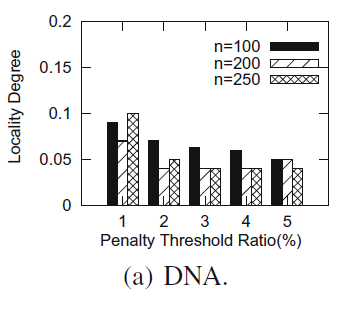 0.2
0.15
0.1
0.05
0
Locality Degree
n=100
n=200
n=250
1 2 3 4 5
Penalty Threshold Ratio(%)
(a) DNA.